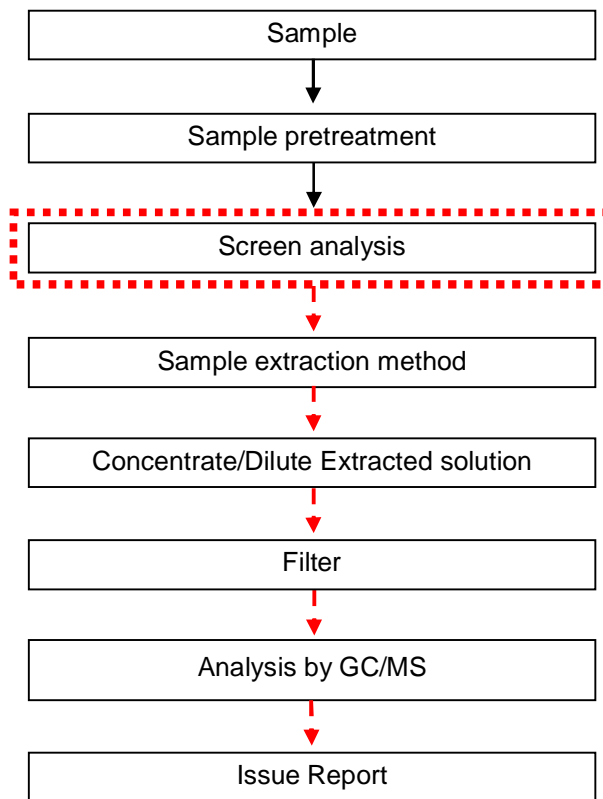 Sample
Sample pretreatment
Screen analysis
Sample extraction method
Concentrate/Dilute Extracted solution
Filter
Analysis by GC/MS
Issue Report